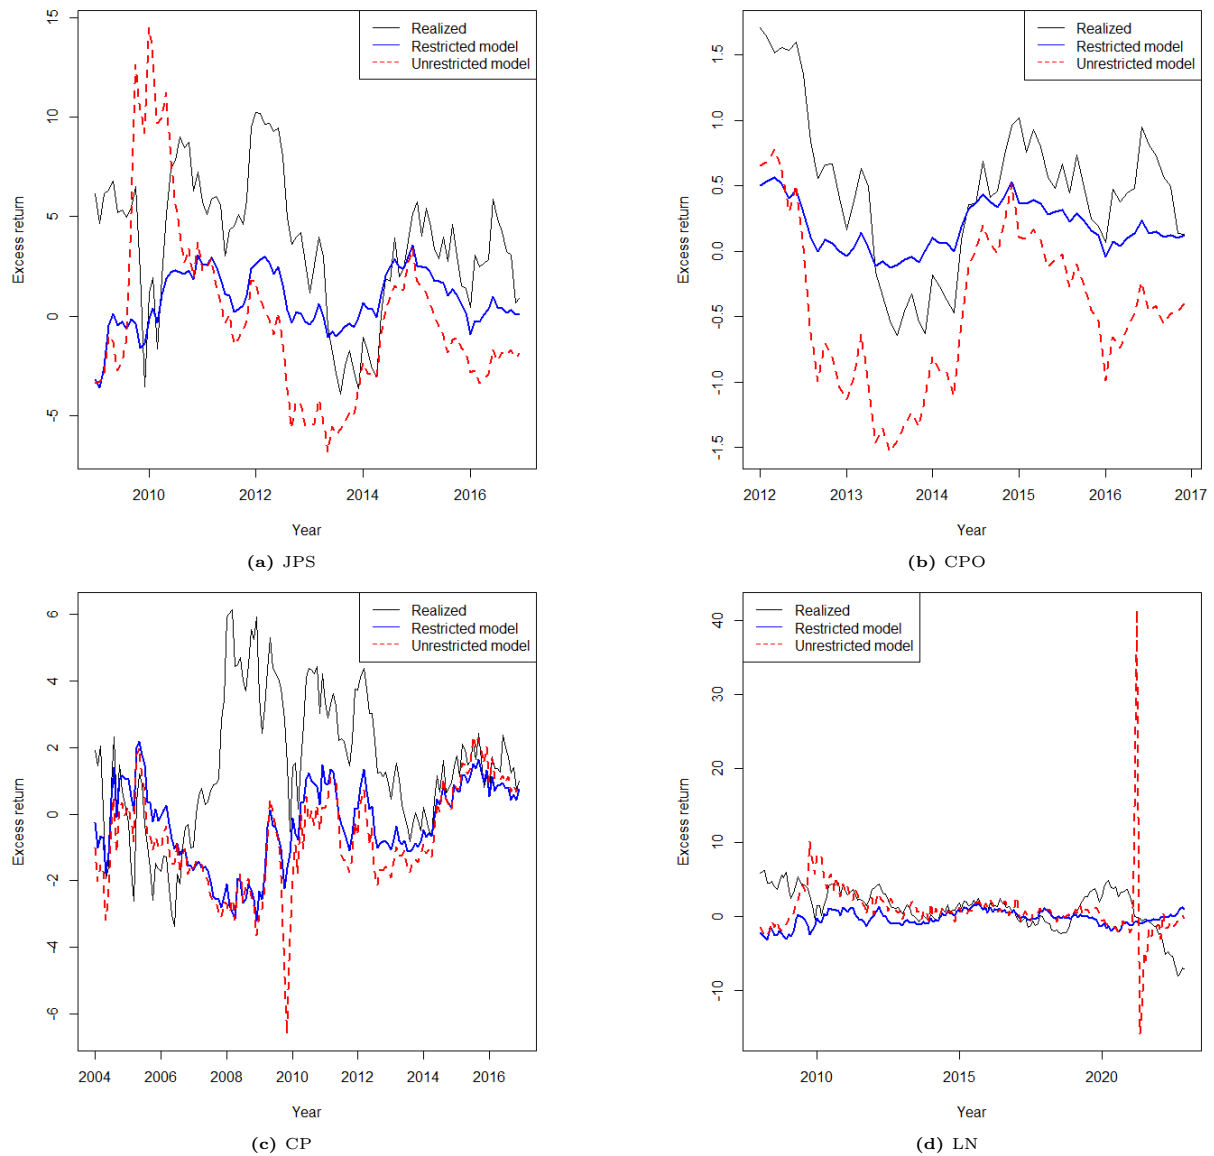 Excess return
15
10
5
0
-5
Realized
Restricted model
Unrestricted model
2010
2012
2014
2016
Year
(a) JPS
Excess return
1.5
1.0
0.5
0.0
-0.5
-1.0
-1.5
Realized
Restricted model
Unrestricted model
2012
2013
2014
2015
2016
2017
Year
(b) CPO
Excess return
6
4
2
0
-2
-4
-6
Realized
Restricted model
Unrestricted model
2004
2006
2008
2010
2012
2014
2016
Year
(c) CP
Excess return
40
30
20
10
0
-10
Realized
Restricted model
Unrestricted model
2010
2015
2020
Year
(d) LN